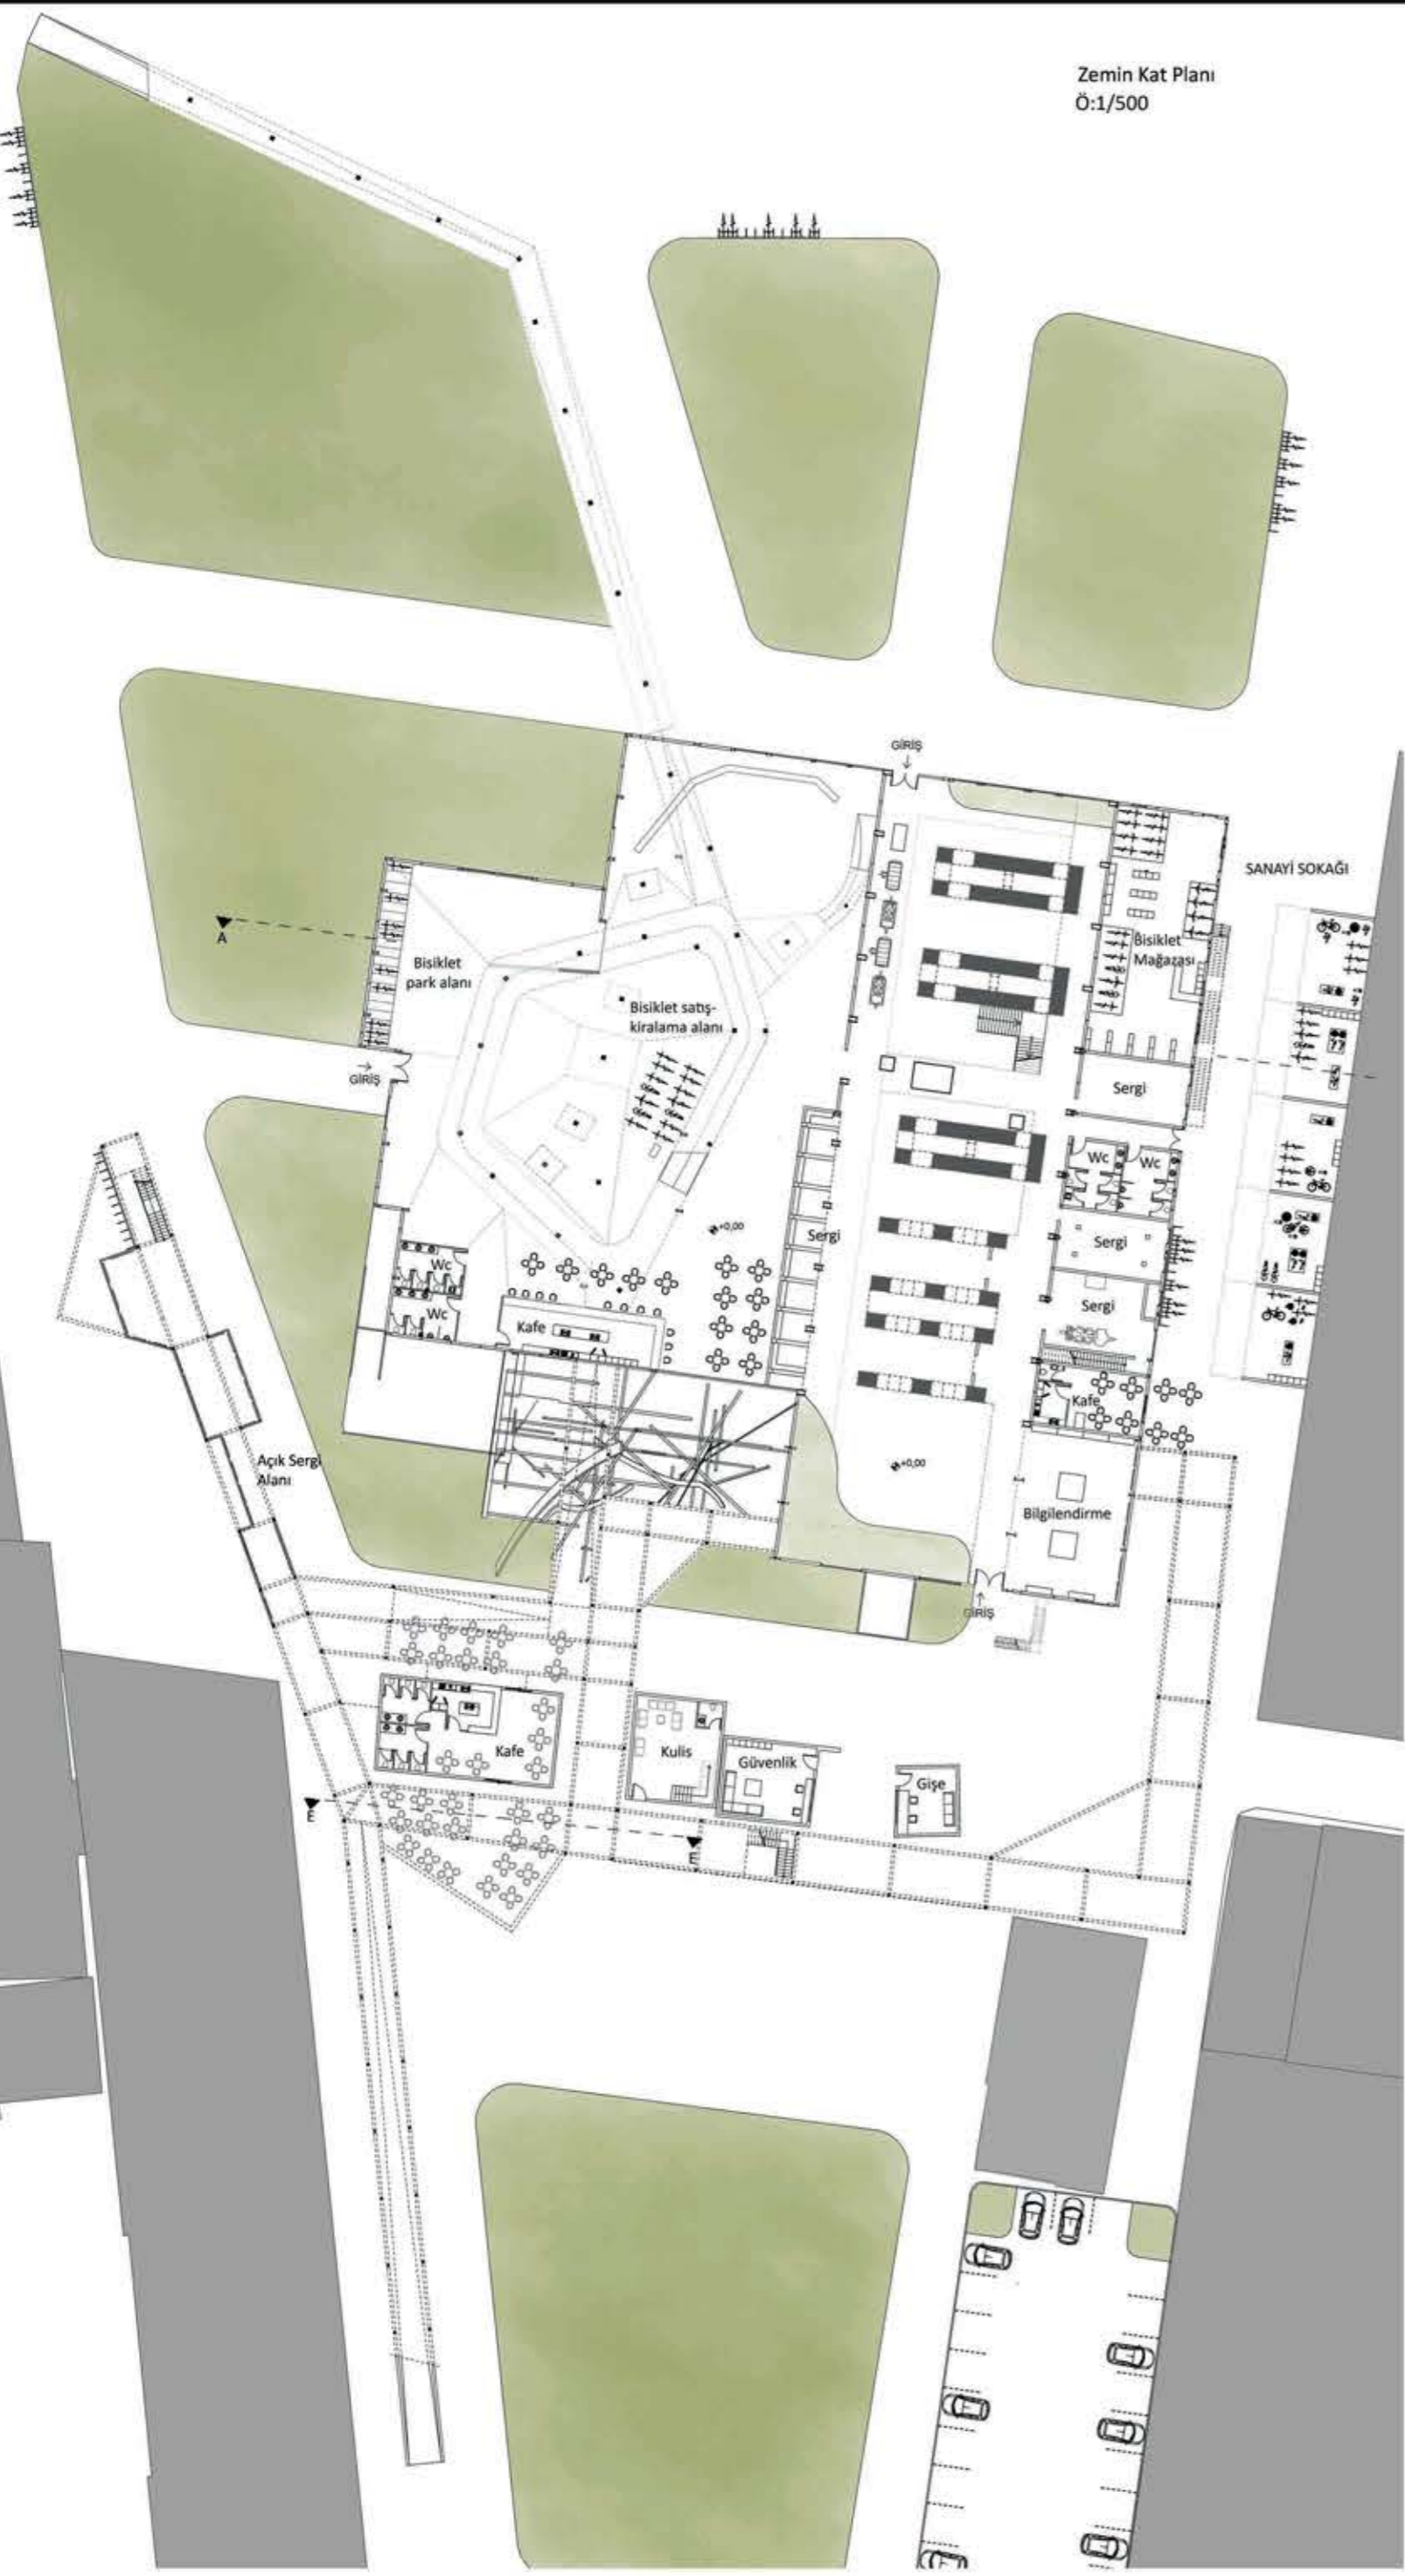 Zemin Kat Planı
Ö:1/500
GİRİŞ
SANAYİ SOKAĞI
A
Bisiklet
park alanı
Bisiklet
Mağazası
Bisiklet satış-
kiralama alanı
GİRİŞ
Sergi
Wc
Wc
+0,00
Sergi
Sergi
Wc
Sergi
Wc
Kafe
Kafe
Açık Sergi
Alanı
+0,00
Bilgilendirme
GİRİŞ
Kafe
Kulis
Güvenlik
Gişe
E
E